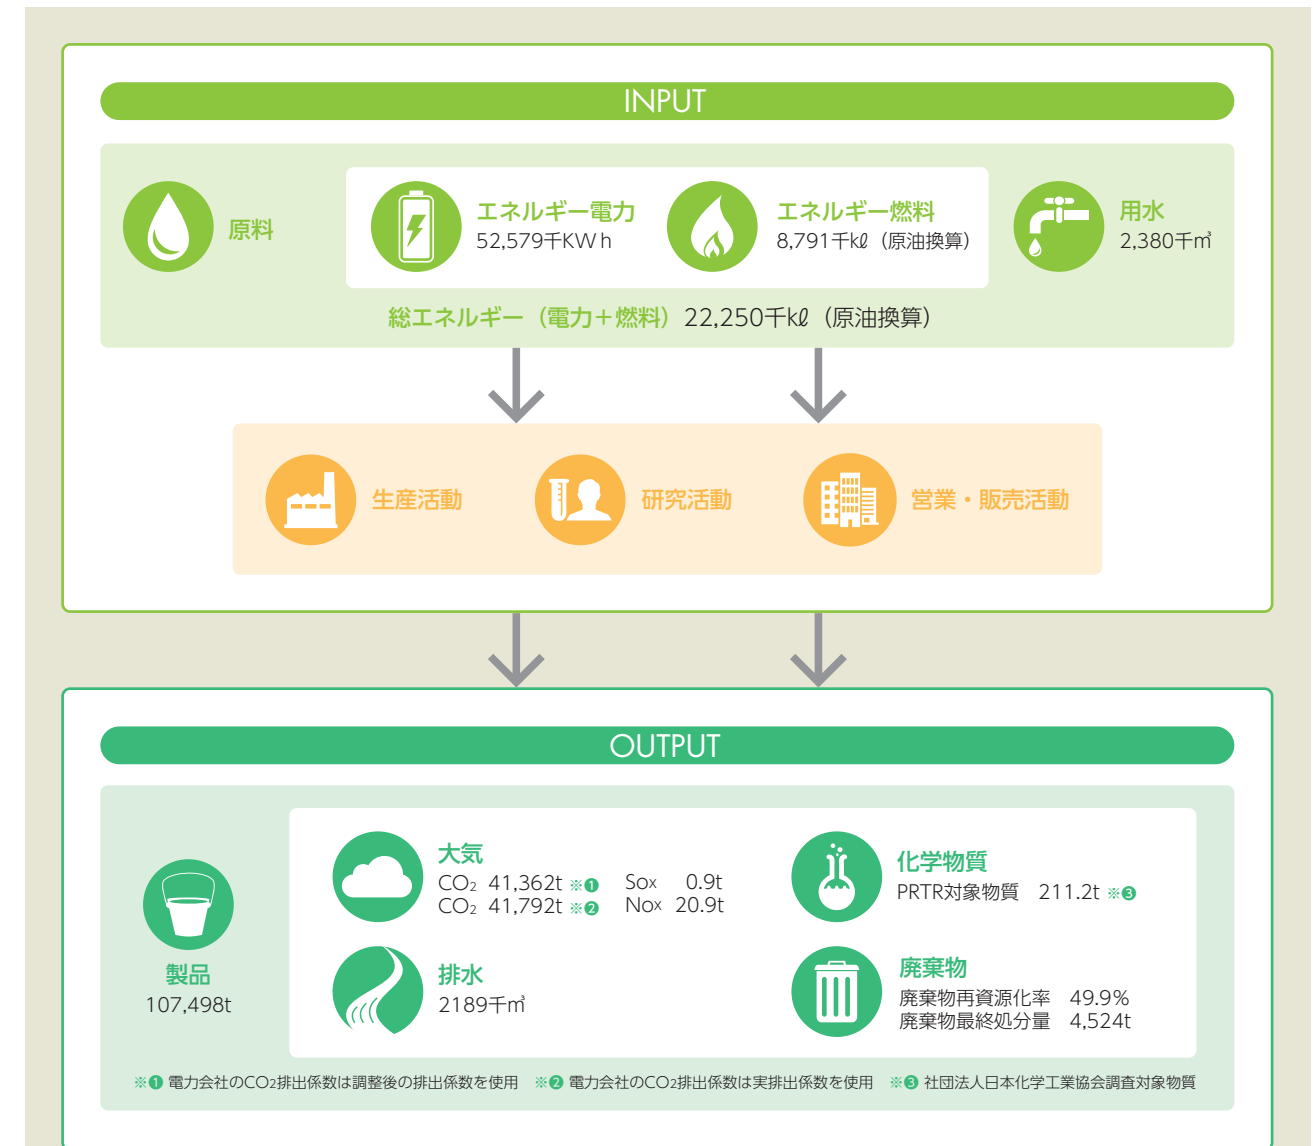 INPUT
原料
エネルギー電力
52,579千KWh
エネルギー燃料
8,791千kℓ（原油換算）
用水
2,380千㎥
総エネルギー（電力＋燃料）22,250千kℓ（原油換算）
生産活動
研究活動
営業・販売活動
OUTPUT
製品
107,498t
大気
CO₂ 41,362t ※❶ Sox 0.9t
CO₂ 41,792t ※❷ Nox 20.9t
排水
2189千㎥
化学物質
PRTR対象物質 211.2t ※❸
廃棄物
廃棄物再資源化率 49.9%
廃棄物最終処分量 4,524t
※❶ 電力会社のCO₂排出係数は調整後の排出係数を使用 ※❷ 電力会社のCO₂排出係数は実排出係数を使用 ※❸ 社団法人日本化学工業協会調査対象物質